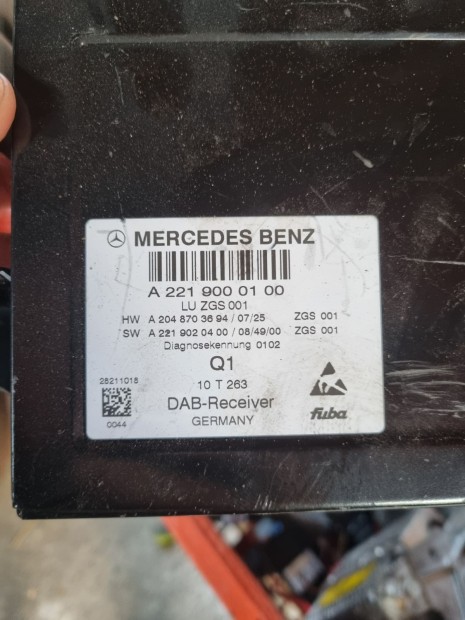 MERCEDES BENZ
A 221 900 01 00
LU ZGS 001
HW A 204 870 36 94 / 07/25 ZGS 001
SW A 221 902 04 00 / 08/49/00 ZGS 001
Diagnosekennung 0102
Q1
10 T 263
28211015
DAB-Receiver
fuba
0044
GERMANY